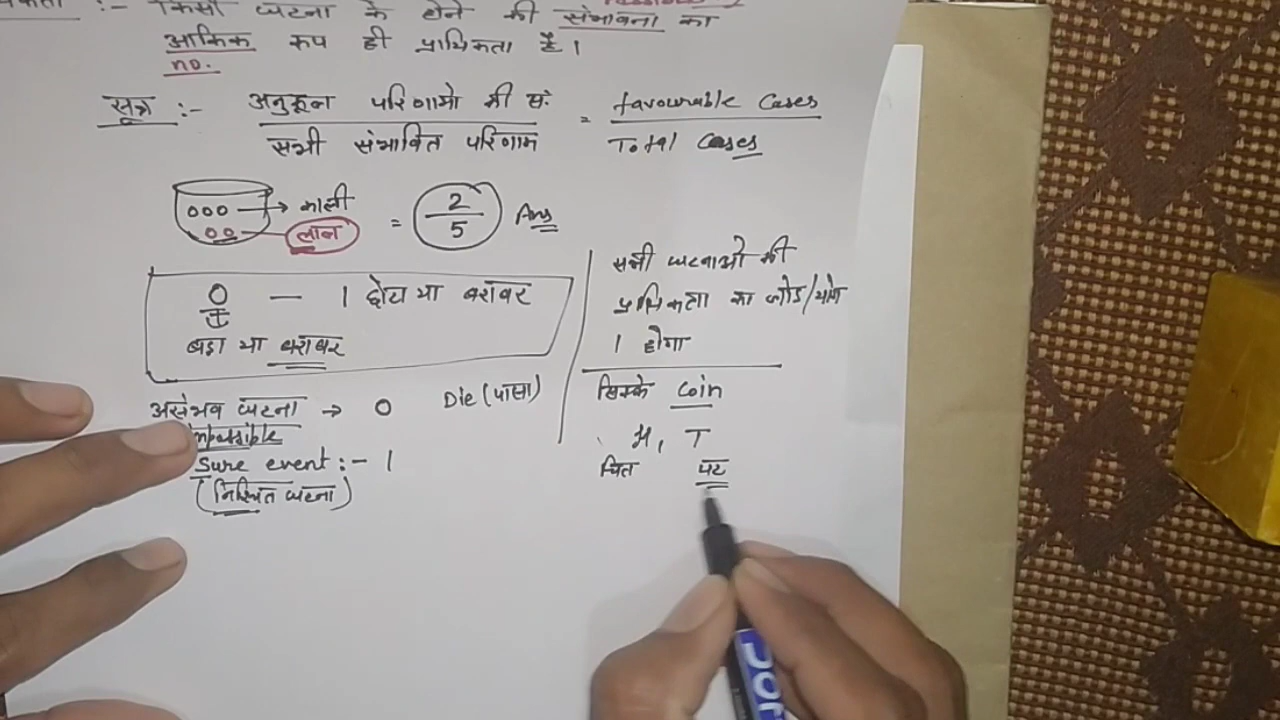 :- किसी घटना के होने की संभावना का
आंकिक रूप ही प्रायिकता है।
no.
सूत्र :- अनुकूल परिणामो की सं. = favourable Cases
सभी संभावित परिणाम Total Cases
000 → काली
00 लाल = 2/5 Ans
0 — 1 छोटा या बराबर
बड़ा या बराबर
सभी घटनाओ की
प्रायिकता का जोड़/योग
1 होगा
असंभव घटना → 0 Die (पासा)
Impossible
Sure event :- 1
(निश्चित घटना)
सिक्के Coin
H, T
चित पट
DOM